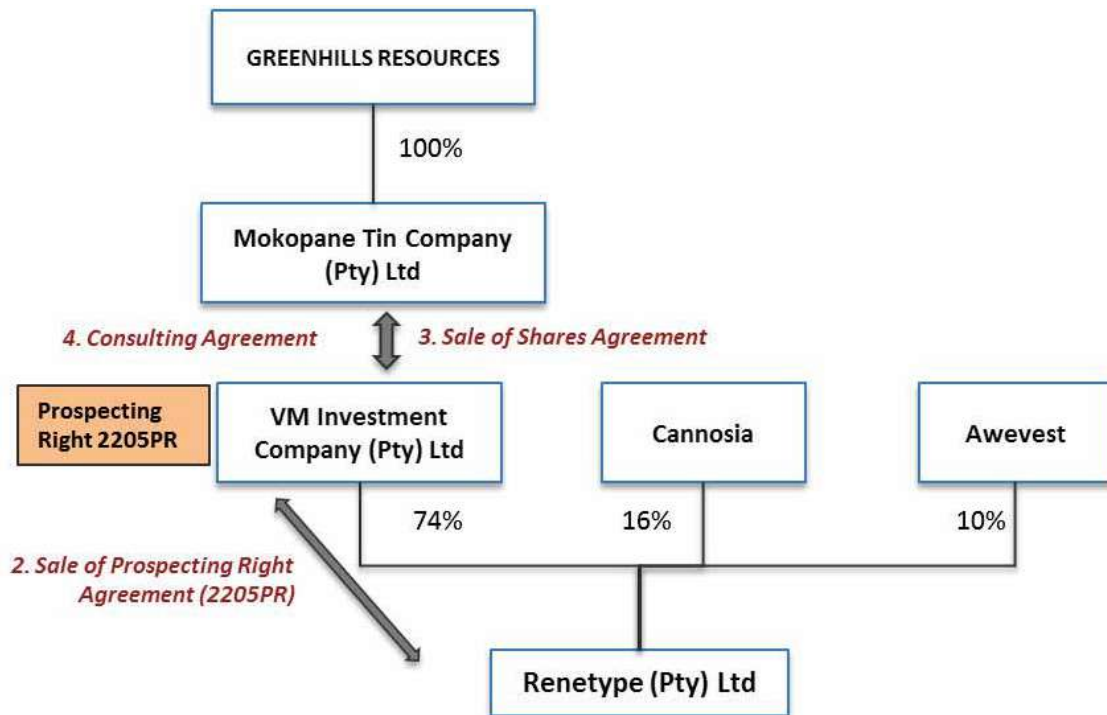 GREENHILLS RESOURCES
100%
Mokopane Tin Company
(Pty) Ltd
4. Consulting Agreement
3. Sale of Shares Agreement
Prospecting
Right 2205PR
VM Investment
Company (Pty) Ltd
Cannosia
Awevest
74%
16%
10%
2. Sale of Prospecting Right
Agreement (2205PR)
Renetype (Pty) Ltd